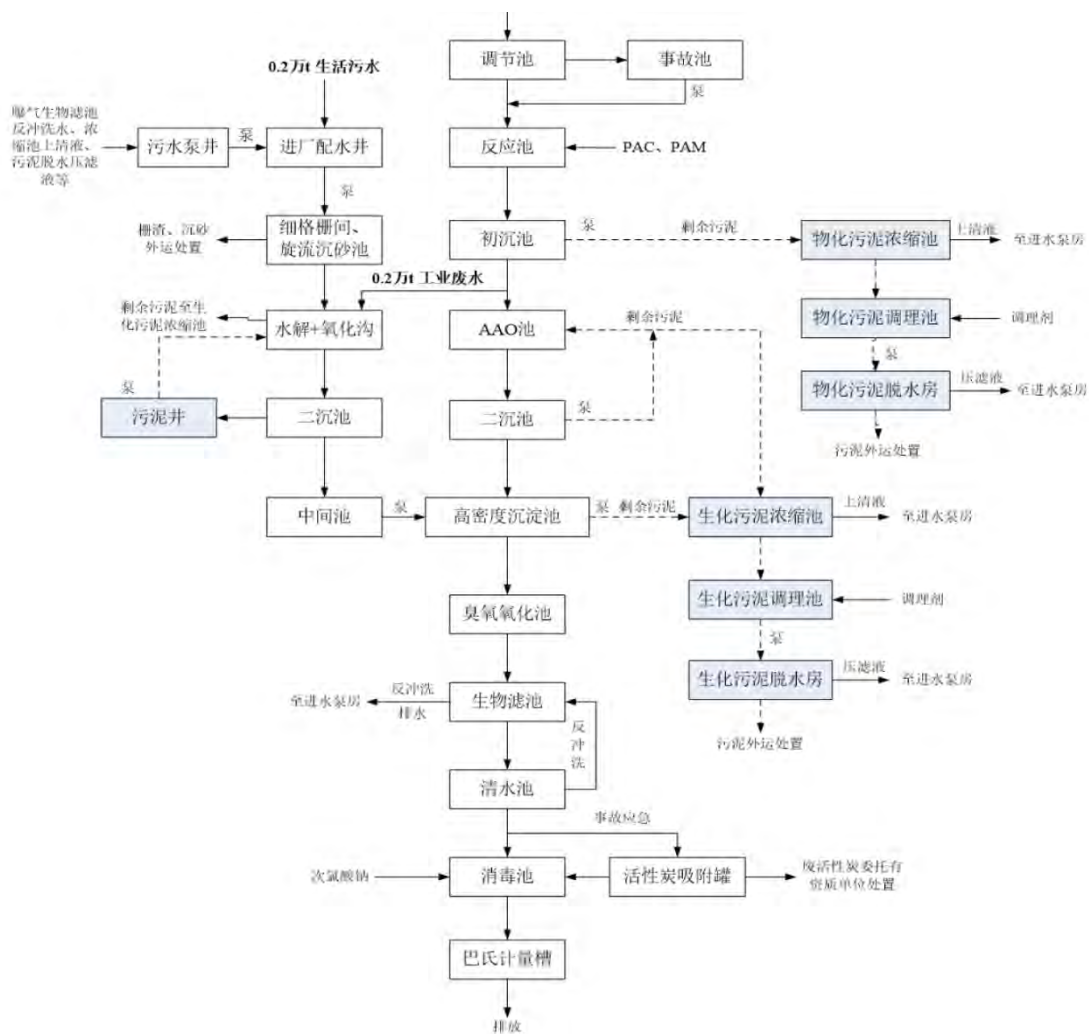 调节池
事故池
0.2万t 生活污水
泵
曝气生物滤池
反冲洗水、浓
缩池上清液、
污泥脱水压滤
液等
污水泵井
泵
进厂配水井
反应池
PAC、PAM
泵
栅渣、沉砂
外运处置
细格栅间、
旋流沉砂池
初沉池
泵
剩余污泥
物化污泥浓缩池
上清液
至进水泵房
0.2万t 工业废水
剩余污泥至生
化污泥浓缩池
水解+氧化沟
AAO池
剩余污泥
物化污泥调理池
调理剂
泵
泵
污泥井
二沉池
二沉池
泵
物化污泥脱水房
压滤液
至进水泵房
污泥外运处置
中间池
泵
高密度沉淀池
泵
剩余污泥
生化污泥浓缩池
上清液
至进水泵房
臭氧氧化池
生化污泥调理池
调理剂
泵
至进水泵房
反冲洗
排水
生物滤池
反
冲
洗
生化污泥脱水房
压滤液
至进水泵房
污泥外运处置
清水池
事故应急
次氯酸钠
消毒池
活性炭吸附罐
废活性炭委托有
资质单位处置
巴氏计量槽
排放